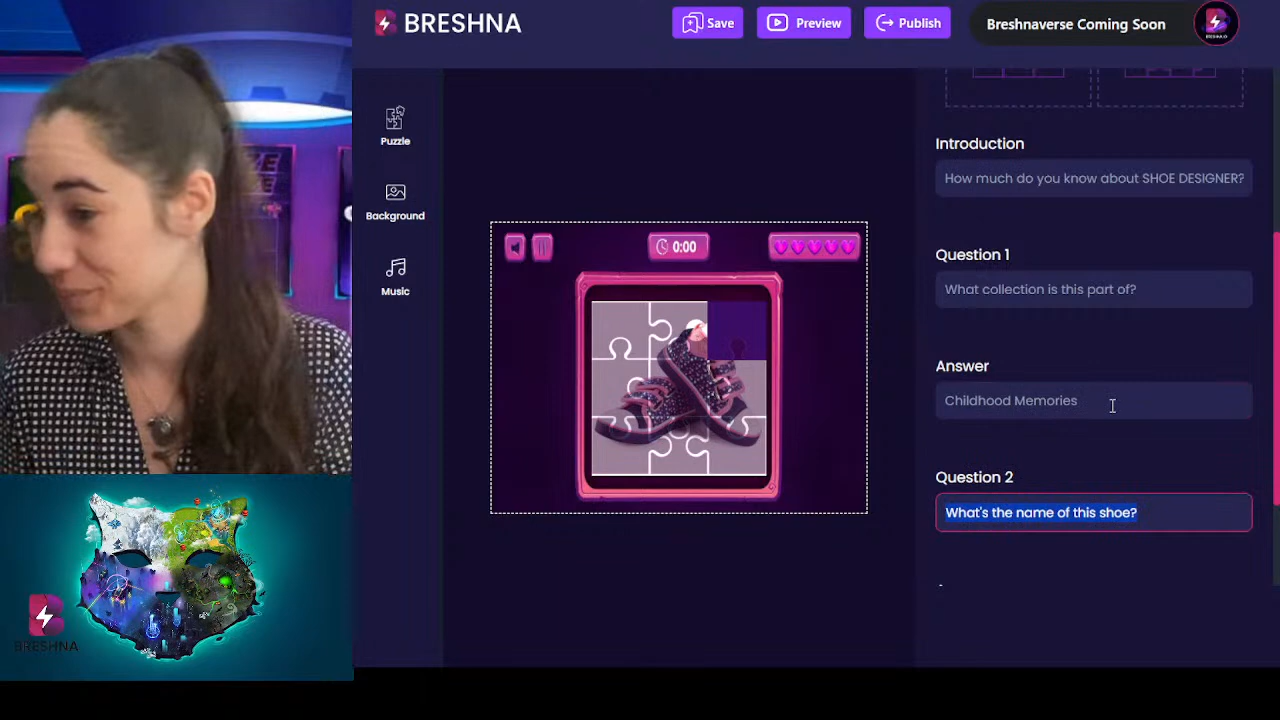 BRESHNA
Save
Preview
Publish
Breshnaverse Coming Soon
Puzzle
Background
Music
0:00
Introduction
How much do you know about SHOE DESIGNER?
Question 1
What collection is this part of?
Answer
Childhood Memories
Question 2
What's the name of this shoe?
BRESHNA